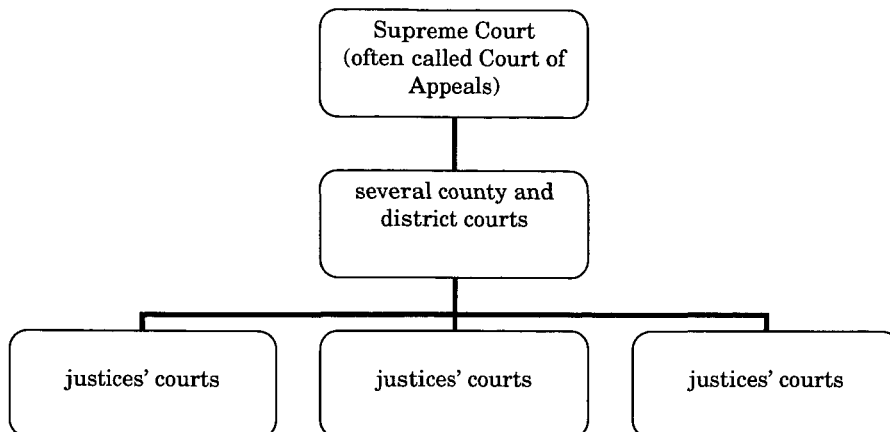 Supreme Court
(often called Court of
Appeals)
several county and
district courts
justices’ courts
justices’ courts
justices’ courts